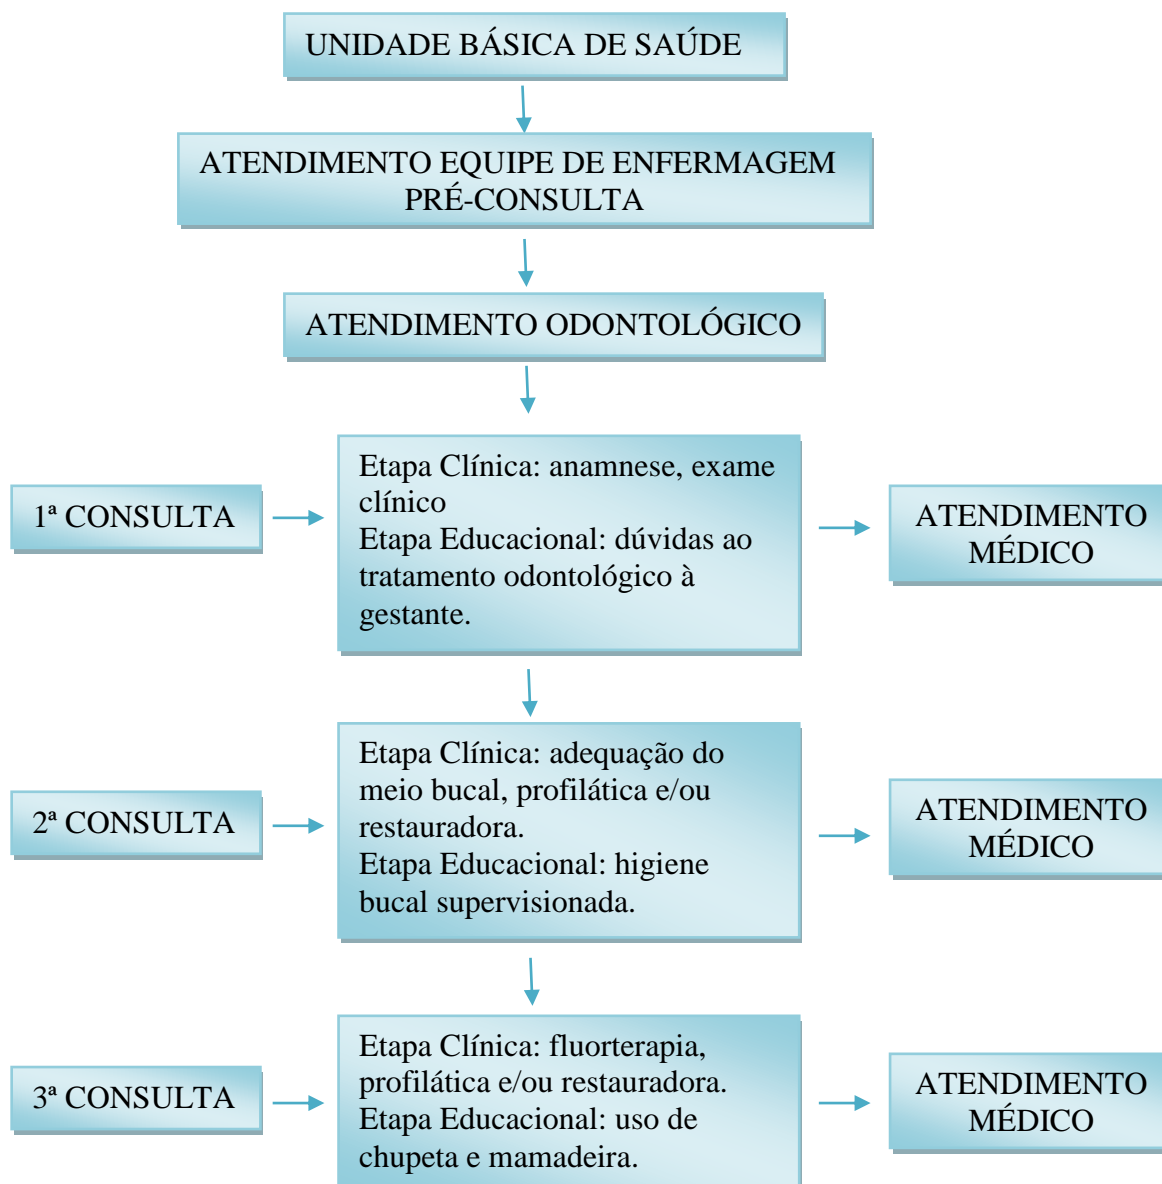 UNIDADE BÁSICA DE SAÚDE
ATENDIMENTO EQUIPE DE ENFERMAGEM
PRÉ-CONSULTA
ATENDIMENTO ODONTOLÓGICO
1ª CONSULTA
Etapa Clínica: anamnese, exame
clínico
Etapa Educacional: dúvidas ao
tratamento odontológico à
gestante.
ATENDIMENTO
MÉDICO
2ª CONSULTA
Etapa Clínica: adequação do
meio bucal, profilática e/ou
restauradora.
Etapa Educacional: higiene
bucal supervisionada.
ATENDIMENTO
MÉDICO
3ª CONSULTA
Etapa Clínica: fluorterapia,
profilática e/ou restauradora.
Etapa Educacional: uso de
chupeta e mamadeira.
ATENDIMENTO
MÉDICO